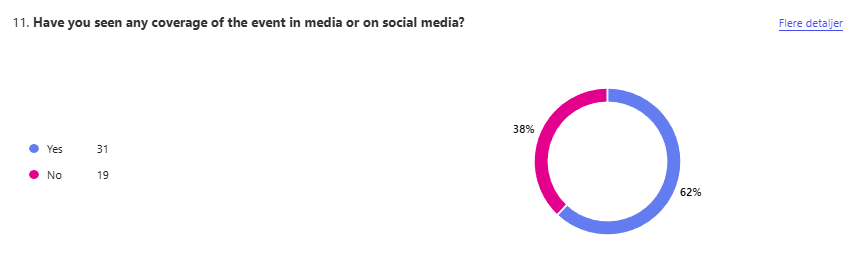 11. Have you seen any coverage of the event in media or on social media?
Flere detaljer
Yes 31
No 19
38%
62%